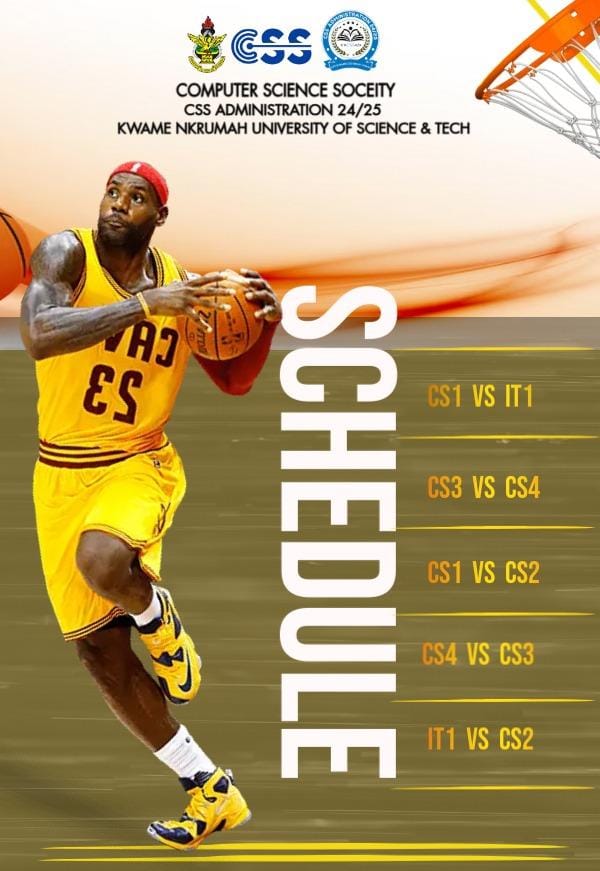 CSS
COMPUTER SCIENCE SOCEITY
CSS ADMINISTRATION 24/25
KWAME NKRUMAH UNIVERSITY OF SCIENCE & TECH
CAV
23
SCHEDULE
CS1 VS IT1
CS3 VS CS4
CS1 VS CS2
CS4 VS CS3
IT1 VS CS2